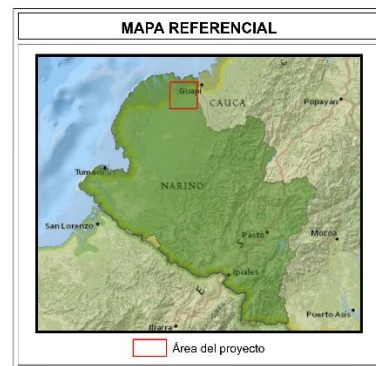 MAPA REFERENCIAL
Guapi
CAUCA
Popayán
Tumaco
NARIÑO
San Lorenzo
Pasto
Mocoa
S
Ipiales
E
Puerto Asís
Ibarra
Área del proyecto